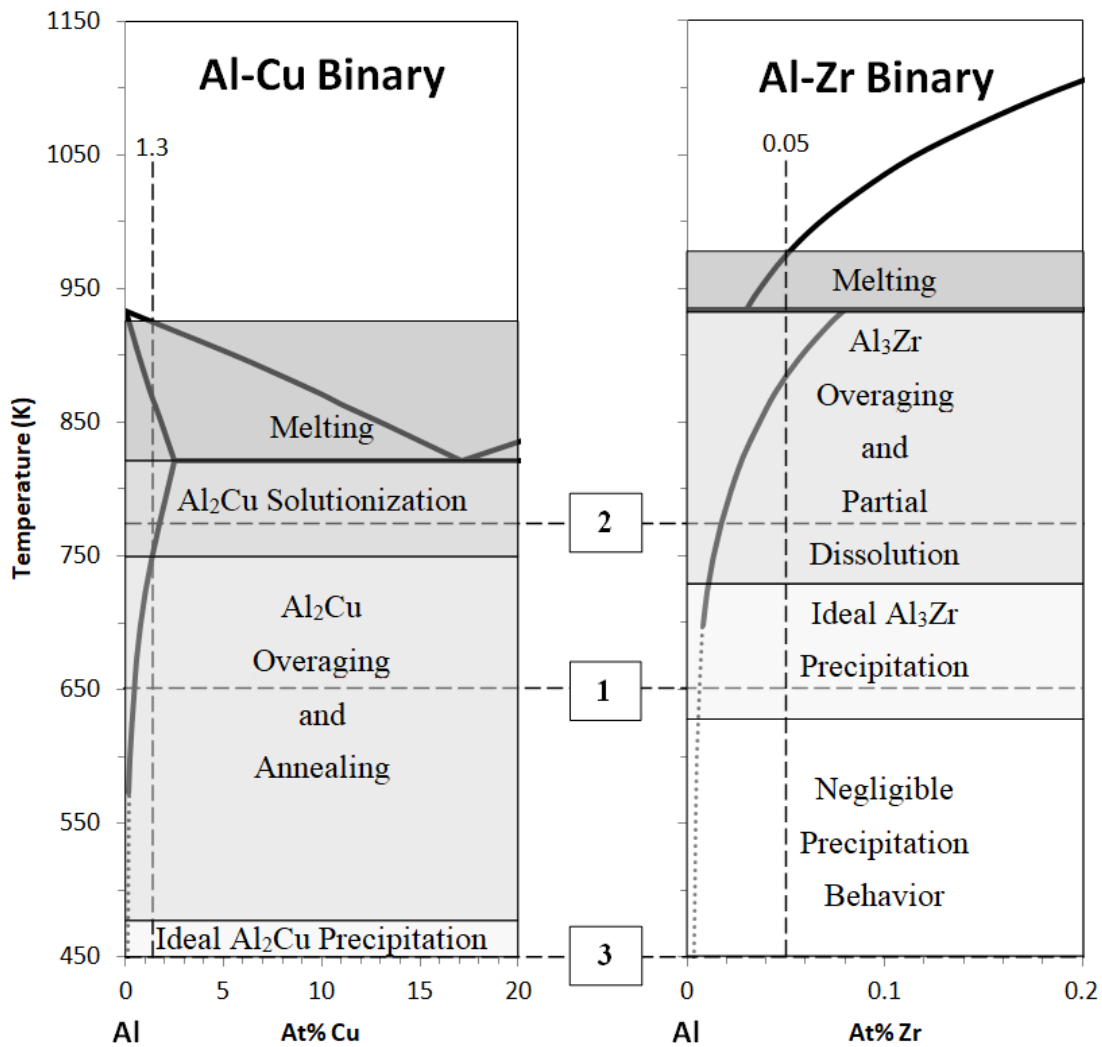 Al-Cu Binary
1150
1050
950
850
750
650
550
450
Temperature (K)
1.3
Melting
Al₂Cu Solutionization
Al₂Cu
Overaging
and
Annealing
Ideal Al₂Cu Precipitation
0 5 10 15 20
Al At% Cu
2
1
3
Al-Zr Binary
0.05
Melting
Al₃Zr
Overaging
and
Partial
Dissolution
Ideal Al₃Zr
Precipitation
Negligible
Precipitation
Behavior
0 0.1 0.2
Al At% Zr